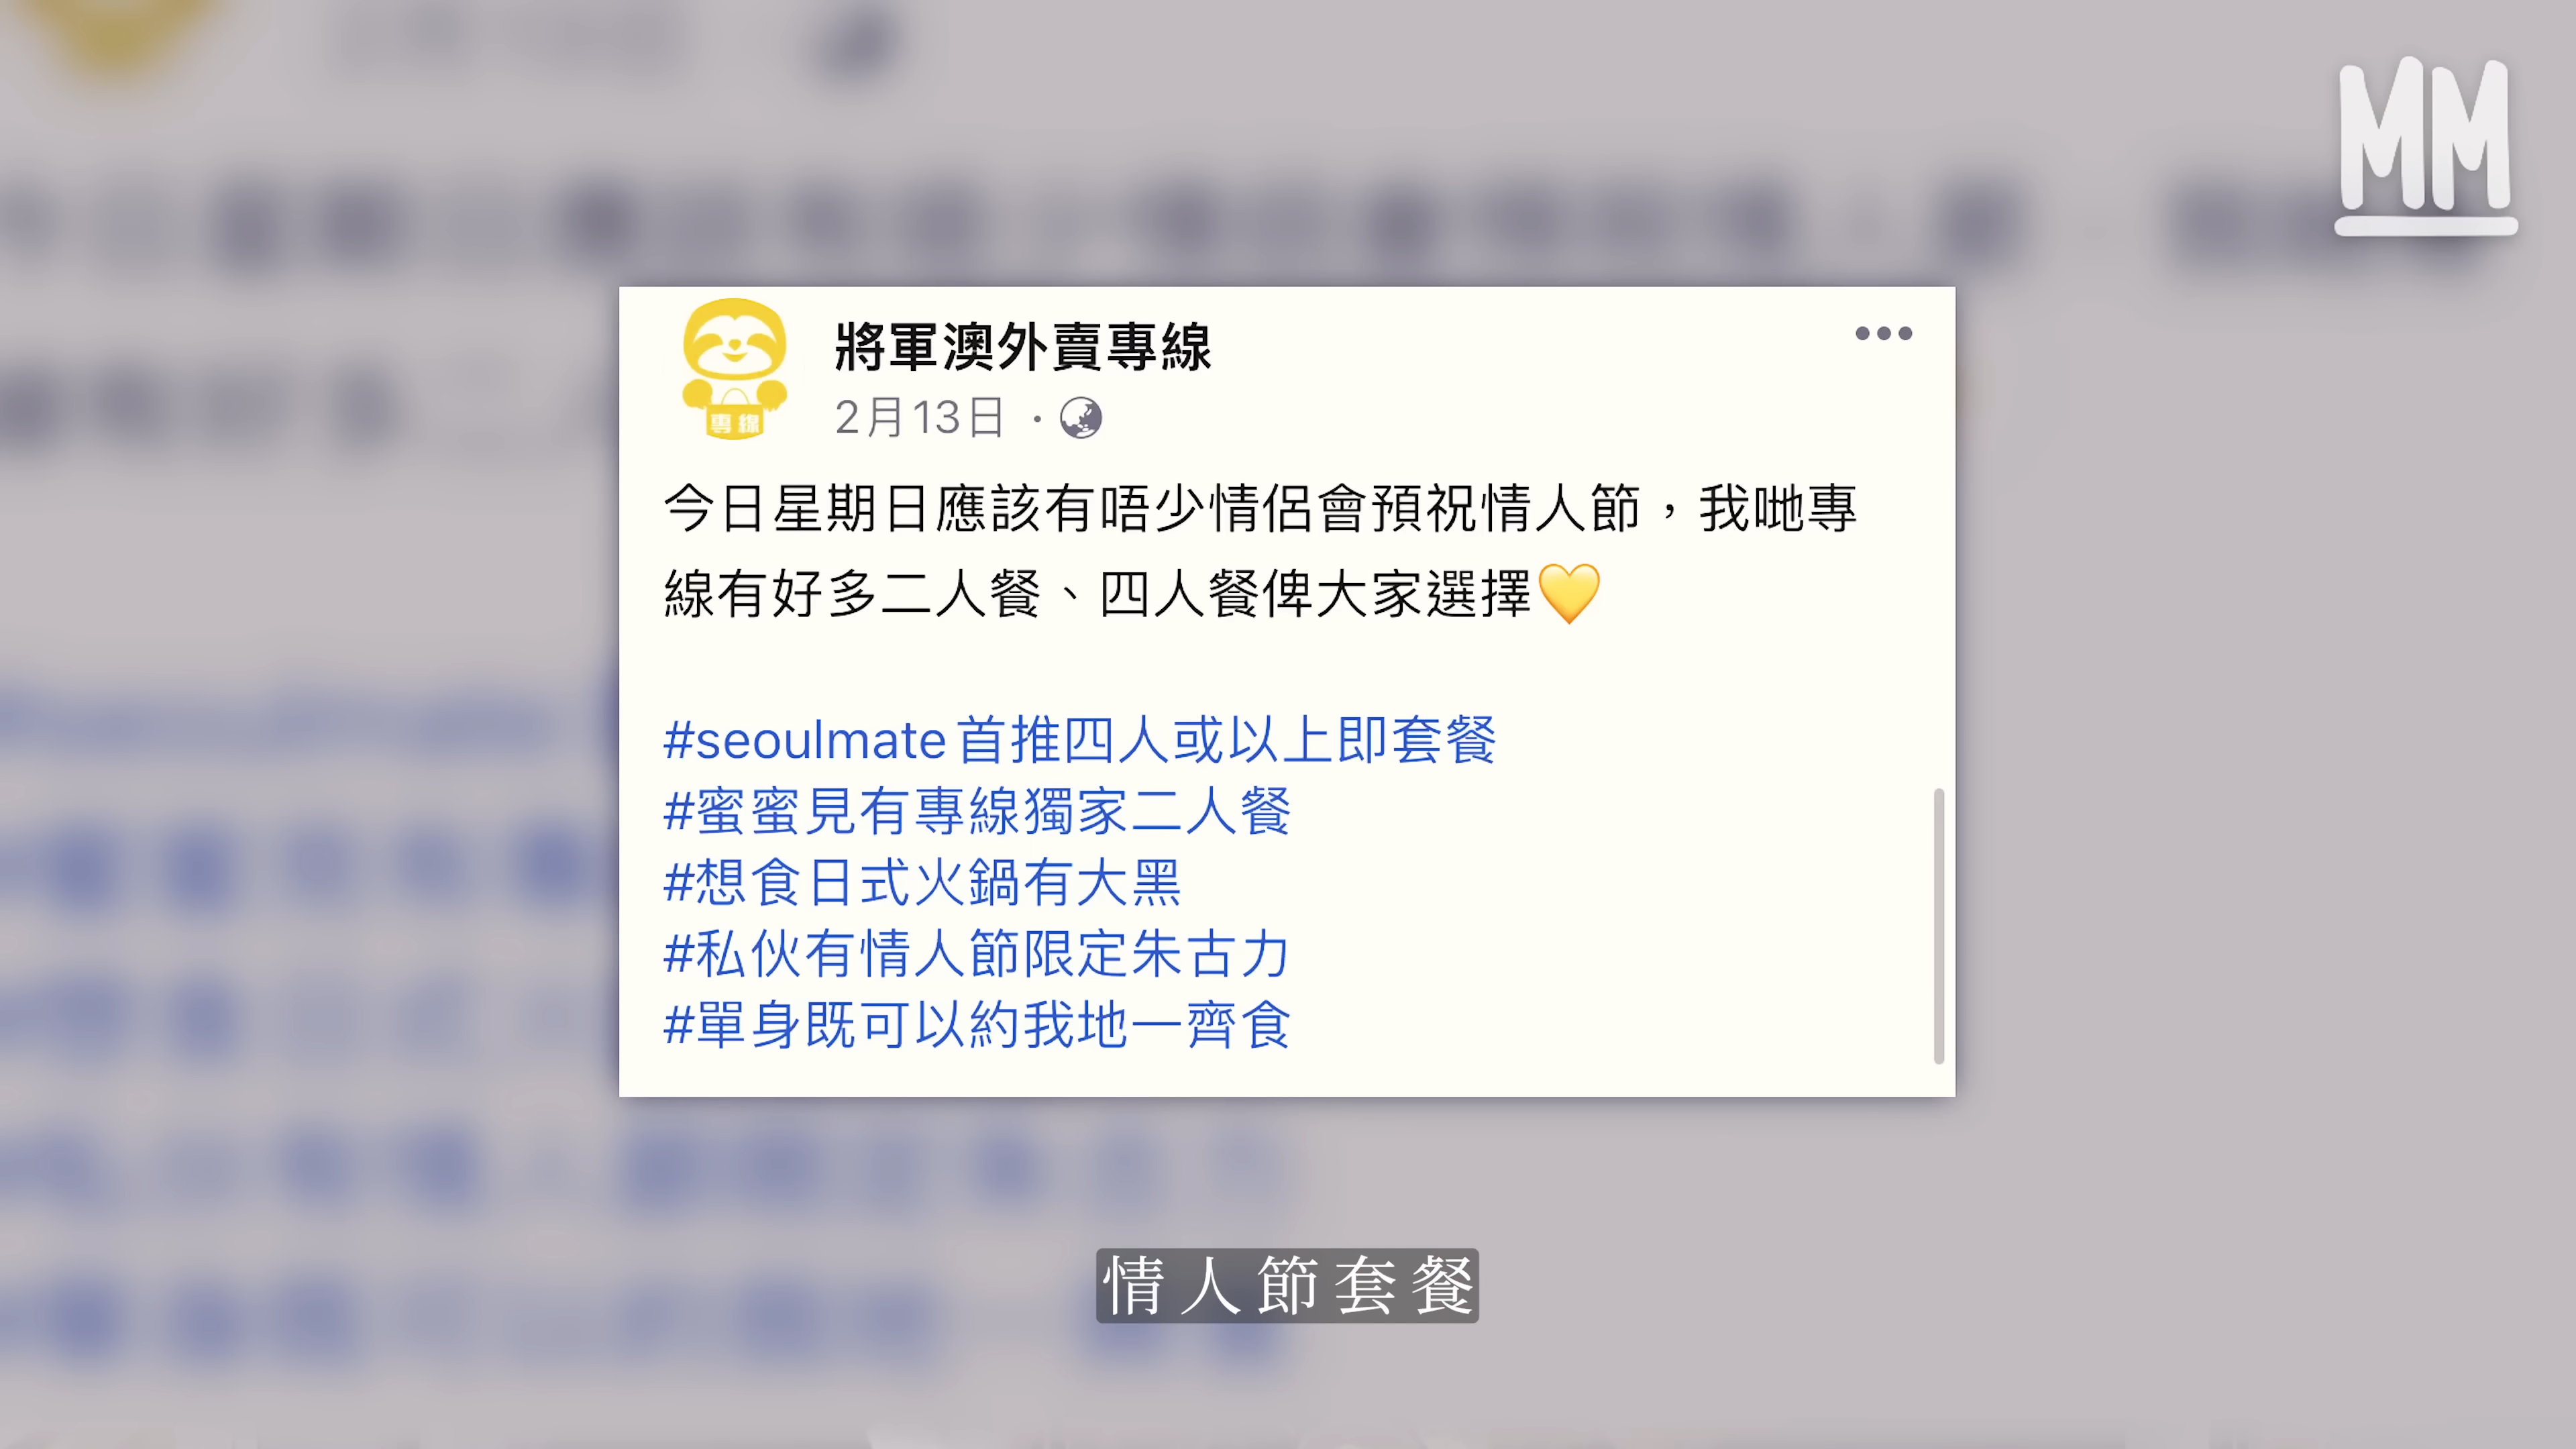 MM
將軍澳外賣專線
專線
2月13日 ·
今日星期日應該有唔少情侶會預祝情人節，我哋專
線有好多二人餐、四人餐俾大家選擇💛
#seoulmate首推四人或以上即套餐
#蜜蜜見有專線獨家二人餐
#想食日式火鍋有大黑
#私伙有情人節限定朱古力
#單身既可以約我地一齊食
情人節套餐